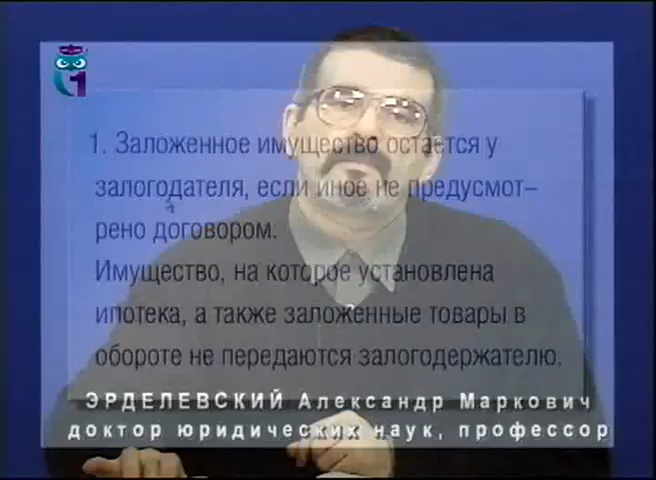 1
1. Заложенное имущество остается у
залогодателя, если иное не предусмот–
рено договором.
Имущество, на которое установлена
ипотека, а также заложенные товары в
обороте не передаются залогодержателю.
ЭРДЕЛЕВСКИЙ Александр Маркович
доктор юридических наук, профессор